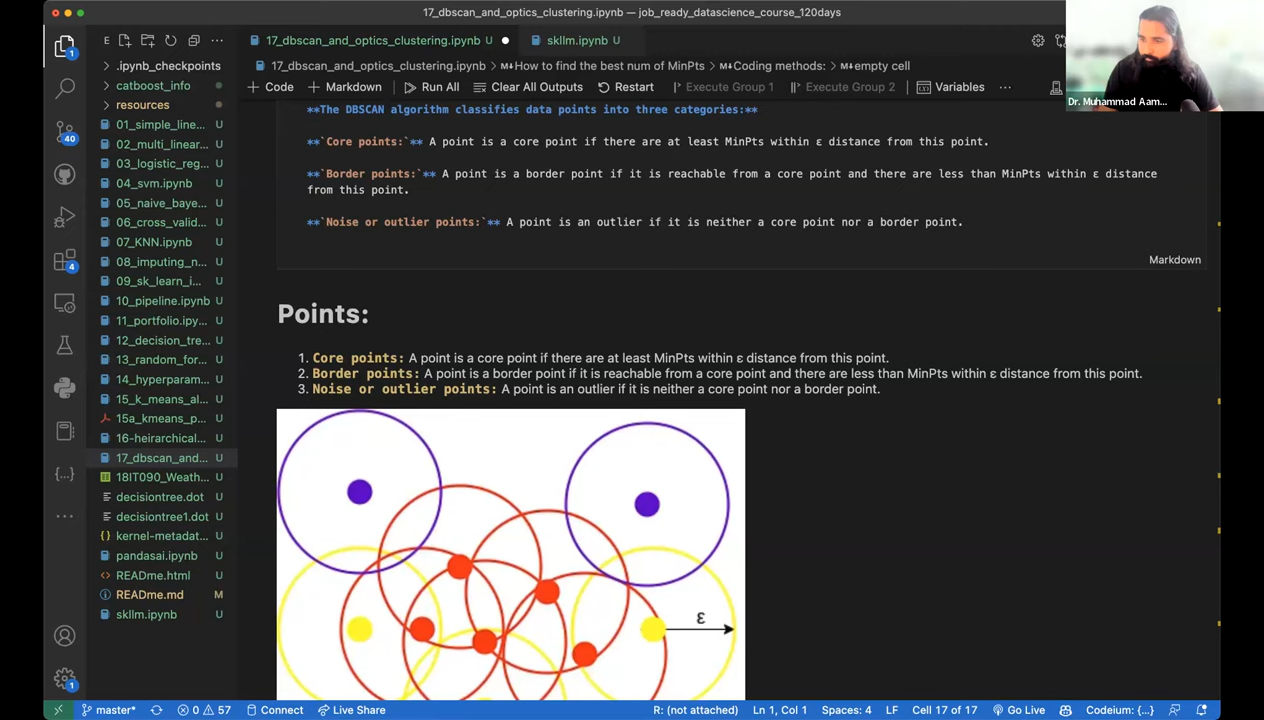 17_dbscan_and_optics_clustering.ipynb — job_ready_datascience_course_120days
E
17_dbscan_and_optics_clustering.ipynb U
skllm.ipynb U
17_dbscan_and_optics_clustering.ipynb > M↓How to find the best num of MinPts > M↓Coding methods: > M↓empty cell
+ Code + Markdown Run All Clear All Outputs Restart Execute Group 1 Execute Group 2 Variables ...
Dr. Muhammad Aam...
1
40
4
1
> .ipynb_checkpoints
> catboost_info
> resources
01_simple_line... U
02_multi_linear... U
03_logistic_reg... U
04_svm.ipynb U
05_naive_baye... U
06_cross_valid... U
07_KNN.ipynb U
08_imputing_n... U
09_sk_learn_i... U
10_pipeline.ipynb U
11_portfolio.ipy... U
12_decision_tre... U
13_random_for... U
14_hyperparam... U
15_k_means_al... U
15a_kmeans_p... U
16-heirarchical... U
17_dbscan_and... U
18IT090_Weath... U
decisiontree.dot U
decisiontree1.dot U
kernel-metadat... U
pandasai.ipynb U
README.html U
README.md M
skllm.ipynb U
**The DBSCAN algorithm classifies data points into three categories:**
**`Core points:`** A point is a core point if there are at least MinPts within ε distance from this point.
**`Border points:`** A point is a border point if it is reachable from a core point and there are less than MinPts within ε distance
from this point.
**`Noise or outlier points:`** A point is an outlier if it is neither a core point nor a border point.
Markdown
Points:
1. Core points: A point is a core point if there are at least MinPts within ε distance from this point.
2. Border points: A point is a border point if it is reachable from a core point and there are less than MinPts within ε distance from this point.
3. Noise or outlier points: A point is an outlier if it is neither a core point nor a border point.
ε
master* 0 57 Connect Live Share R: (not attached) Ln 1, Col 1 Spaces: 4 LF Cell 17 of 17 Go Live Codeium: {...}